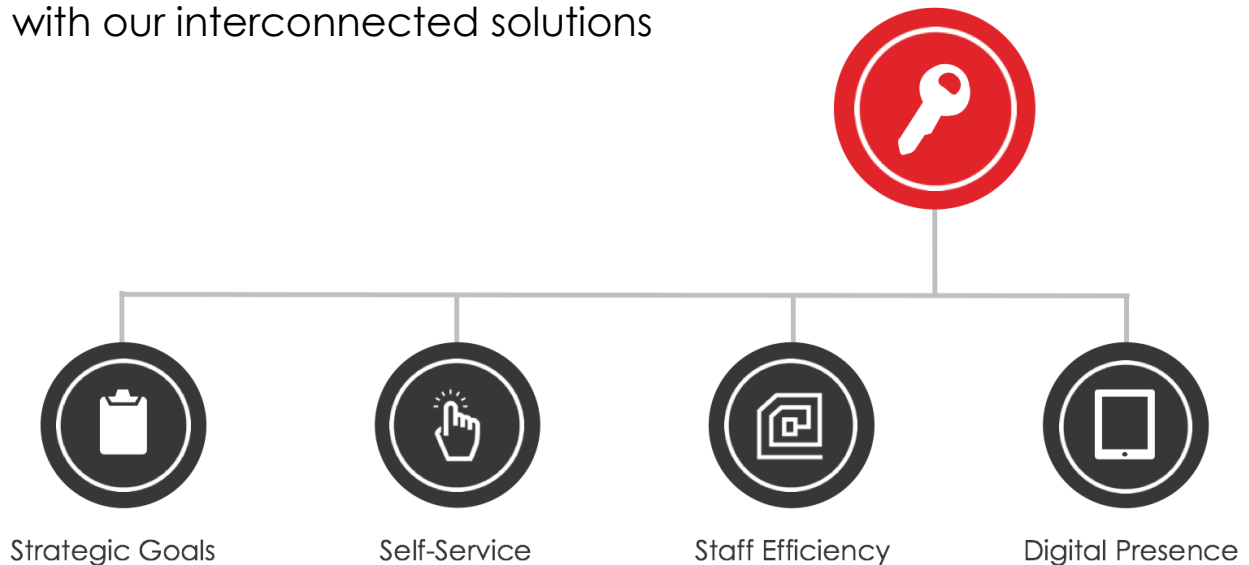 with our interconnected solutions
Strategic Goals
Self-Service
Staff Efficiency
Digital Presence